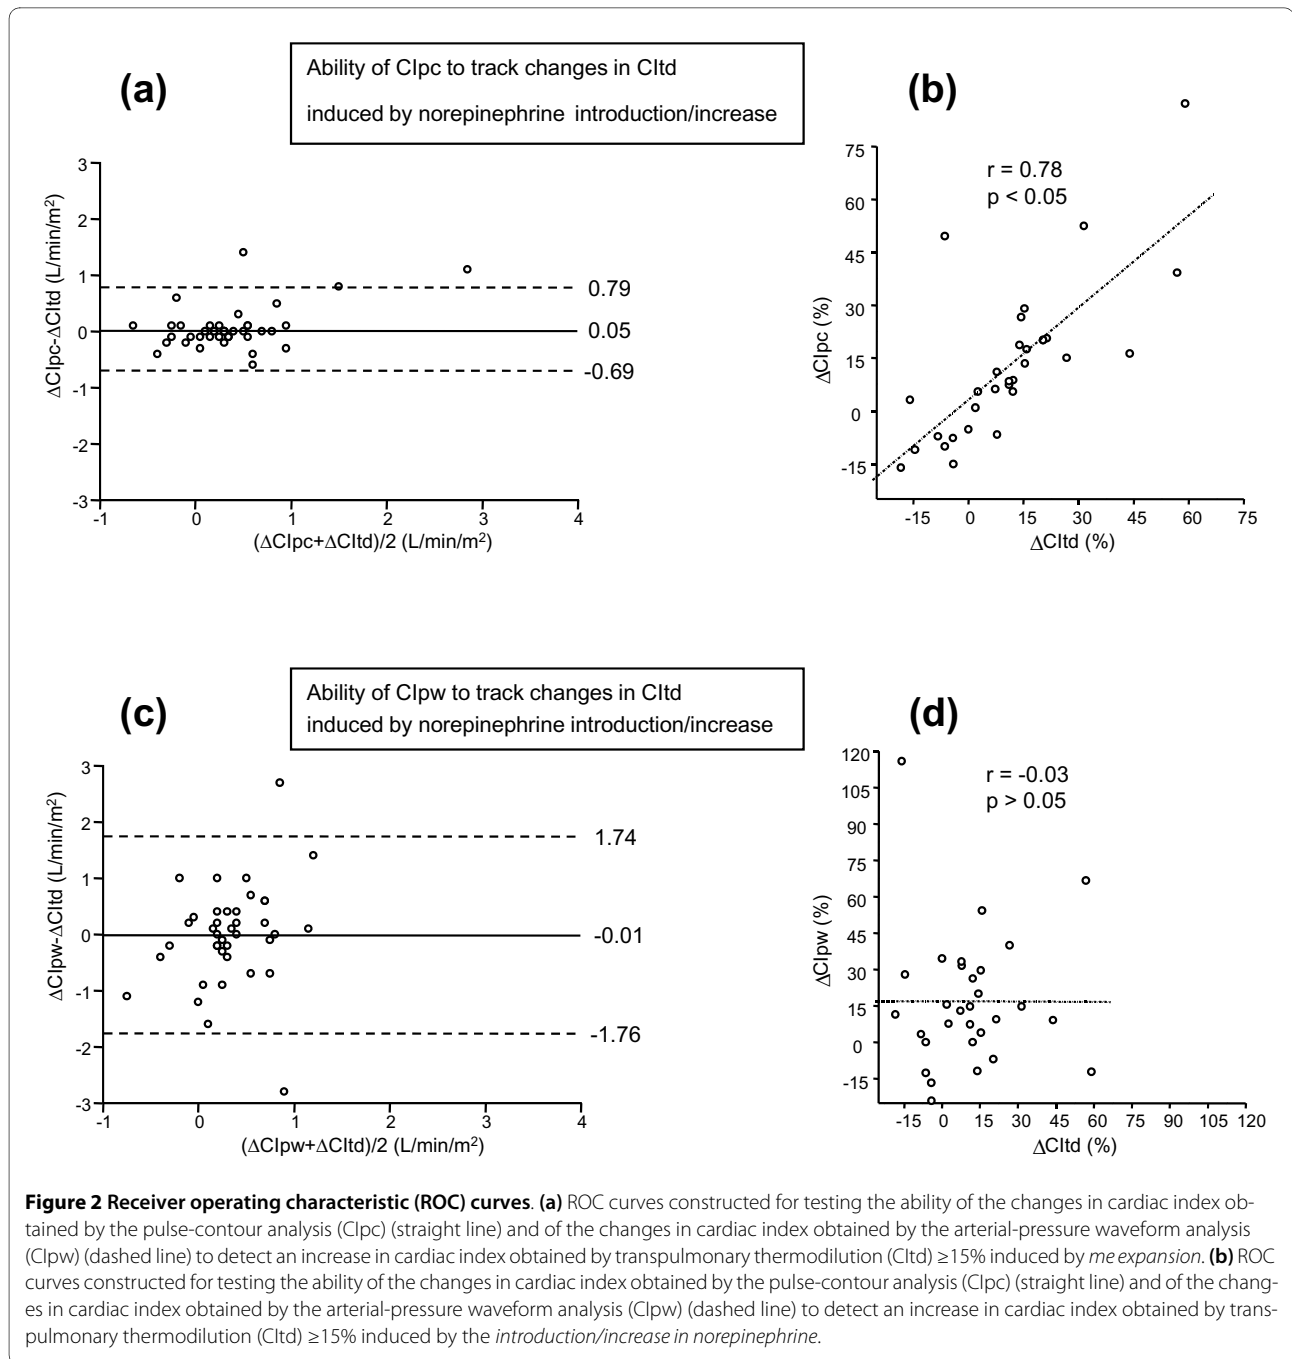 (a)
Ability of CIpc to track changes in CItd
induced by norepinephrine introduction/increase
3
2
1
0
-1
-2
-3
ΔCIpc-ΔCItd (L/min/m²)
0.79
0.05
-0.69
-1 0 1 2 3 4
(ΔCIpc+ΔCItd)/2 (L/min/m²)
(b)
r = 0.78
p < 0.05
75
60
45
30
15
0
-15
ΔCIpc (%)
-15 0 15 30 45 60 75
ΔCItd (%)
(c)
Ability of CIpw to track changes in CItd
induced by norepinephrine introduction/increase
3
2
1
0
-1
-2
-3
ΔCIpw-ΔCItd (L/min/m²)
1.74
-0.01
-1.76
-1 0 1 2 3 4
(ΔCIpw+ΔCItd)/2 (L/min/m²)
(d)
r = -0.03
p > 0.05
120
105
90
75
60
45
30
15
0
-15
ΔCIpw (%)
-15 0 15 30 45 60 75 90 105 120
ΔCItd (%)
Figure 2 Receiver operating characteristic (ROC) curves. (a) ROC curves constructed for testing the ability of the changes in cardiac index ob-
tained by the pulse-contour analysis (CIpc) (straight line) and of the changes in cardiac index obtained by the arterial-pressure waveform analysis
(CIpw) (dashed line) to detect an increase in cardiac index obtained by transpulmonary thermodilution (CItd) ≥15% induced by me expansion. (b) ROC
curves constructed for testing the ability of the changes in cardiac index obtained by the pulse-contour analysis (CIpc) (straight line) and of the chang-
es in cardiac index obtained by the arterial-pressure waveform analysis (CIpw) (dashed line) to detect an increase in cardiac index obtained by trans-
pulmonary thermodilution (CItd) ≥15% induced by the introduction/increase in norepinephrine.